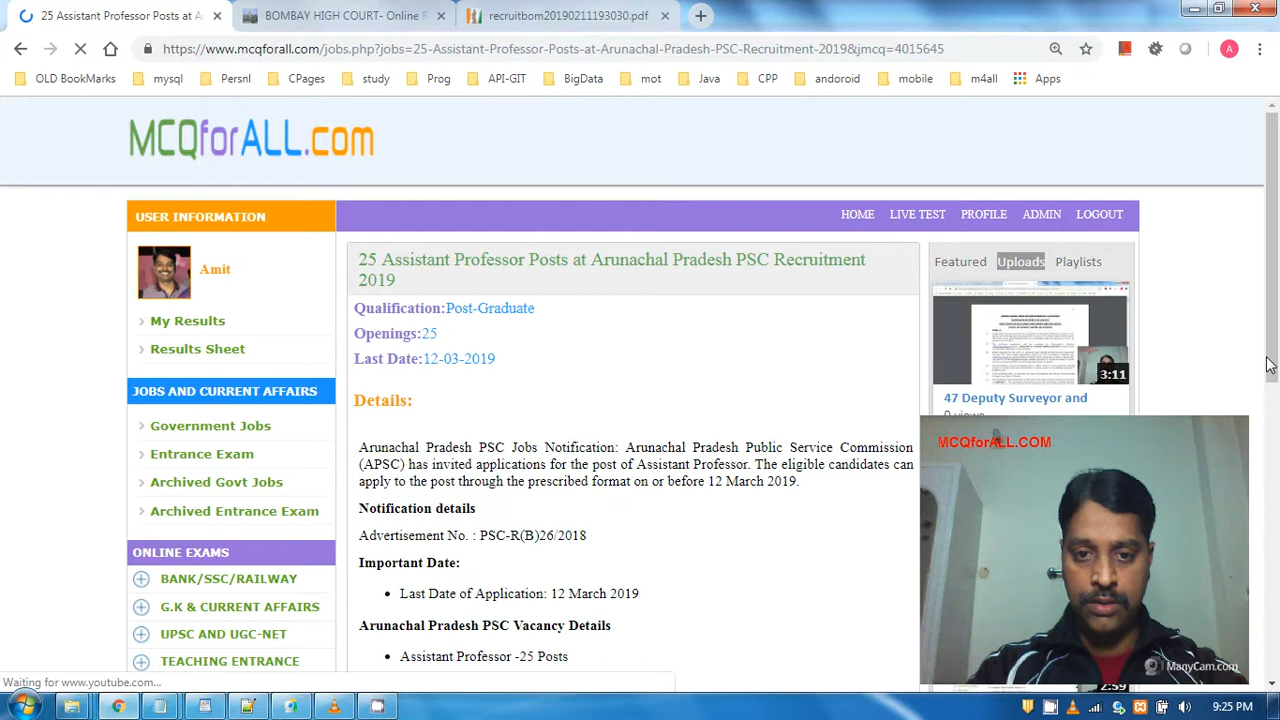 25 Assistant Professor Posts at A
BOMBAY HIGH COURT- Online R
recruitbom20190211193030.pdf
https://www.mcqforall.com/jobs.php?jobs=25-Assistant-Professor-Posts-at-Arunachal-Pradesh-PSC-Recruitment-2019&jmcq=4015645
A
OLD BookMarks
mysql
Persnl
CPages
study
Prog
API-GIT
BigData
mot
Java
CPP
andoroid
mobile
m4all
Apps
MCQforALL.com
USER INFORMATION
HOME LIVE TEST PROFILE ADMIN LOGOUT
Amit
My Results
Results Sheet
JOBS AND CURRENT AFFAIRS
Government Jobs
Entrance Exam
Archived Govt Jobs
Archived Entrance Exam
ONLINE EXAMS
BANK/SSC/RAILWAY
G.K & CURRENT AFFAIRS
UPSC AND UGC-NET
TEACHING ENTRANCE
25 Assistant Professor Posts at Arunachal Pradesh PSC Recruitment
2019
Qualification:Post-Graduate
Openings:25
Last Date:12-03-2019
Details:
Arunachal Pradesh PSC Jobs Notification: Arunachal Pradesh Public Service Commission
(APSC) has invited applications for the post of Assistant Professor. The eligible candidates can
apply to the post through the prescribed format on or before 12 March 2019.
Notification details
Advertisement No. : PSC-R(B)26/2018
Important Date:
• Last Date of Application: 12 March 2019
Arunachal Pradesh PSC Vacancy Details
• Assistant Professor -25 Posts
Featured Uploads Playlists
3:11
47 Deputy Surveyor and
0 views
MCQforALL.COM
ManyCam.com
2:59
Waiting for www.youtube.com...
9:25 PM